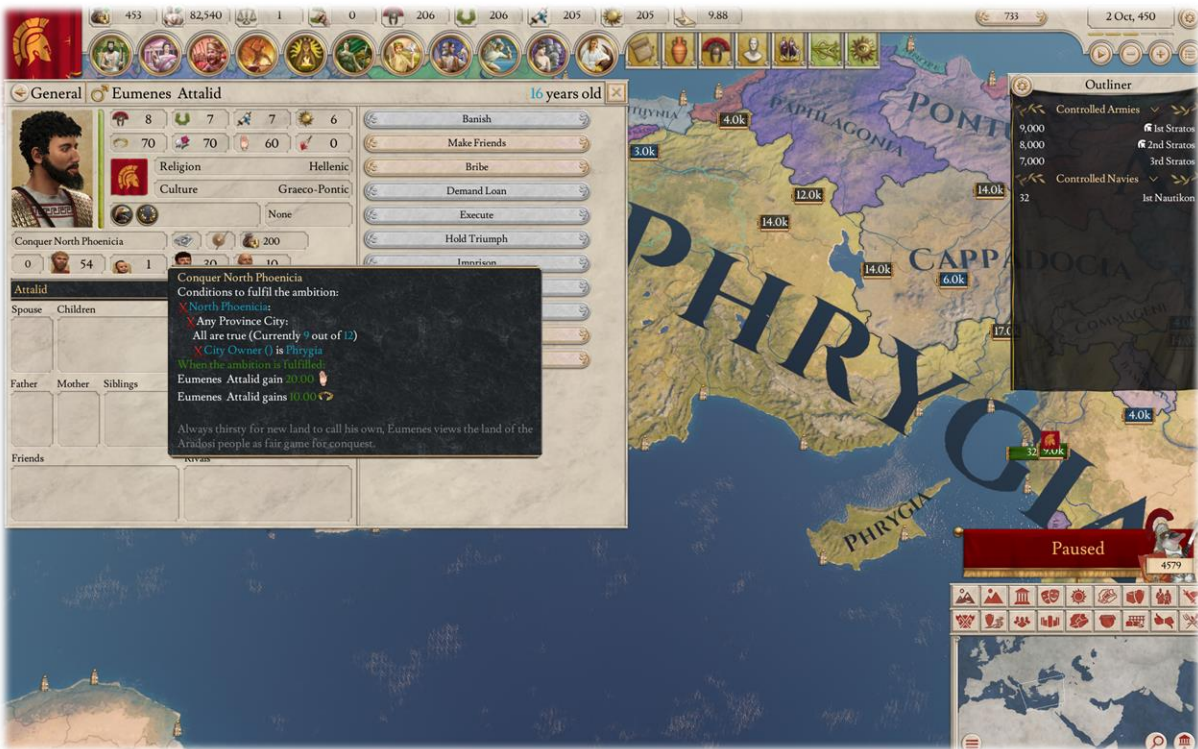 453 82,540 1 0 206 206 205 205 9.88 733 2 Oct, 450
General Eumenes Attalid 16 years old
8 7 7 6
70 70 60 0
Religion Hellenic
Culture Graeco-Pontic
None
Conquer North Phoenicia 200
0 54 1 30 10
Attalid
Spouse Children
Father Mother Siblings
Friends Rivals
Banish
Make Friends
Bribe
Demand Loan
Execute
Hold Triumph
Imprison
Conquer North Phoenicia
Conditions to fulfil the ambition:
X North Phoenicia:
X Any Province City:
All are true (Currently 9 out of 12)
X City Owner () is Phrygia
When the ambition is fulfilled:
Eumenes Attalid gain 20.00
Eumenes Attalid gains 10.00
Always thirsty for new land to call his own, Eumenes views the land of the
Aradosi people as fair game for conquest.
PAPHLAGONIA
4.0k
3.0k
12.0k
14.0k
14.0k
14.0k
CAPPADOCIA
6.0k
COMMAGENE
4.0k
PHRYGIA
32 9.0k
PHRYGIA
Outliner
Controlled Armies
9,000 1st Stratos
8,000 2nd Stratos
7,000 3rd Stratos
Controlled Navies
32 1st Nautikon
Paused
4579